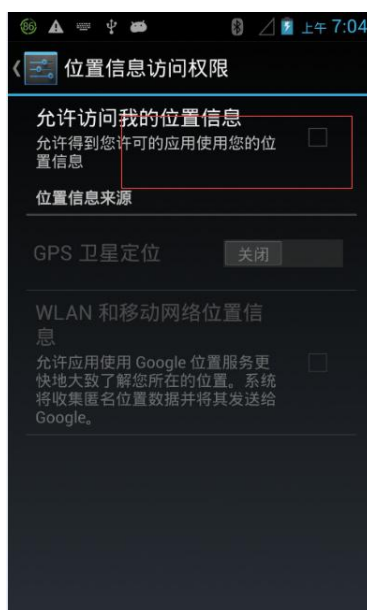 86
上午 7:04
位置信息访问权限
允许访问我的位置信息
允许得到您许可的应用使用您的位
置信息
位置信息来源
GPS 卫星定位
关闭
WLAN 和移动网络位置信
息
允许应用使用 Google 位置服务更
快地大致了解您所在的位置。系统
将收集匿名位置数据并将其发送给
Google。